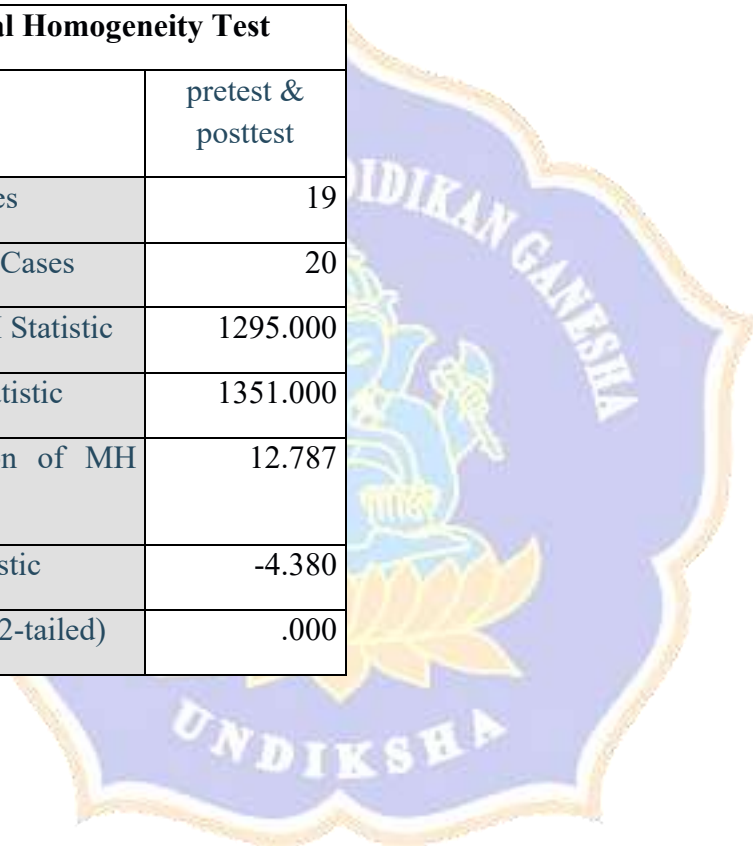 al Homogeneity Test
pretest &
posttest
es 19
Cases 20
Statistic 1295.000
tistic 1351.000
n of MH 12.787
stic -4.380
2-tailed) .000
DIDIKAN GANESHA
UNDIKSHA